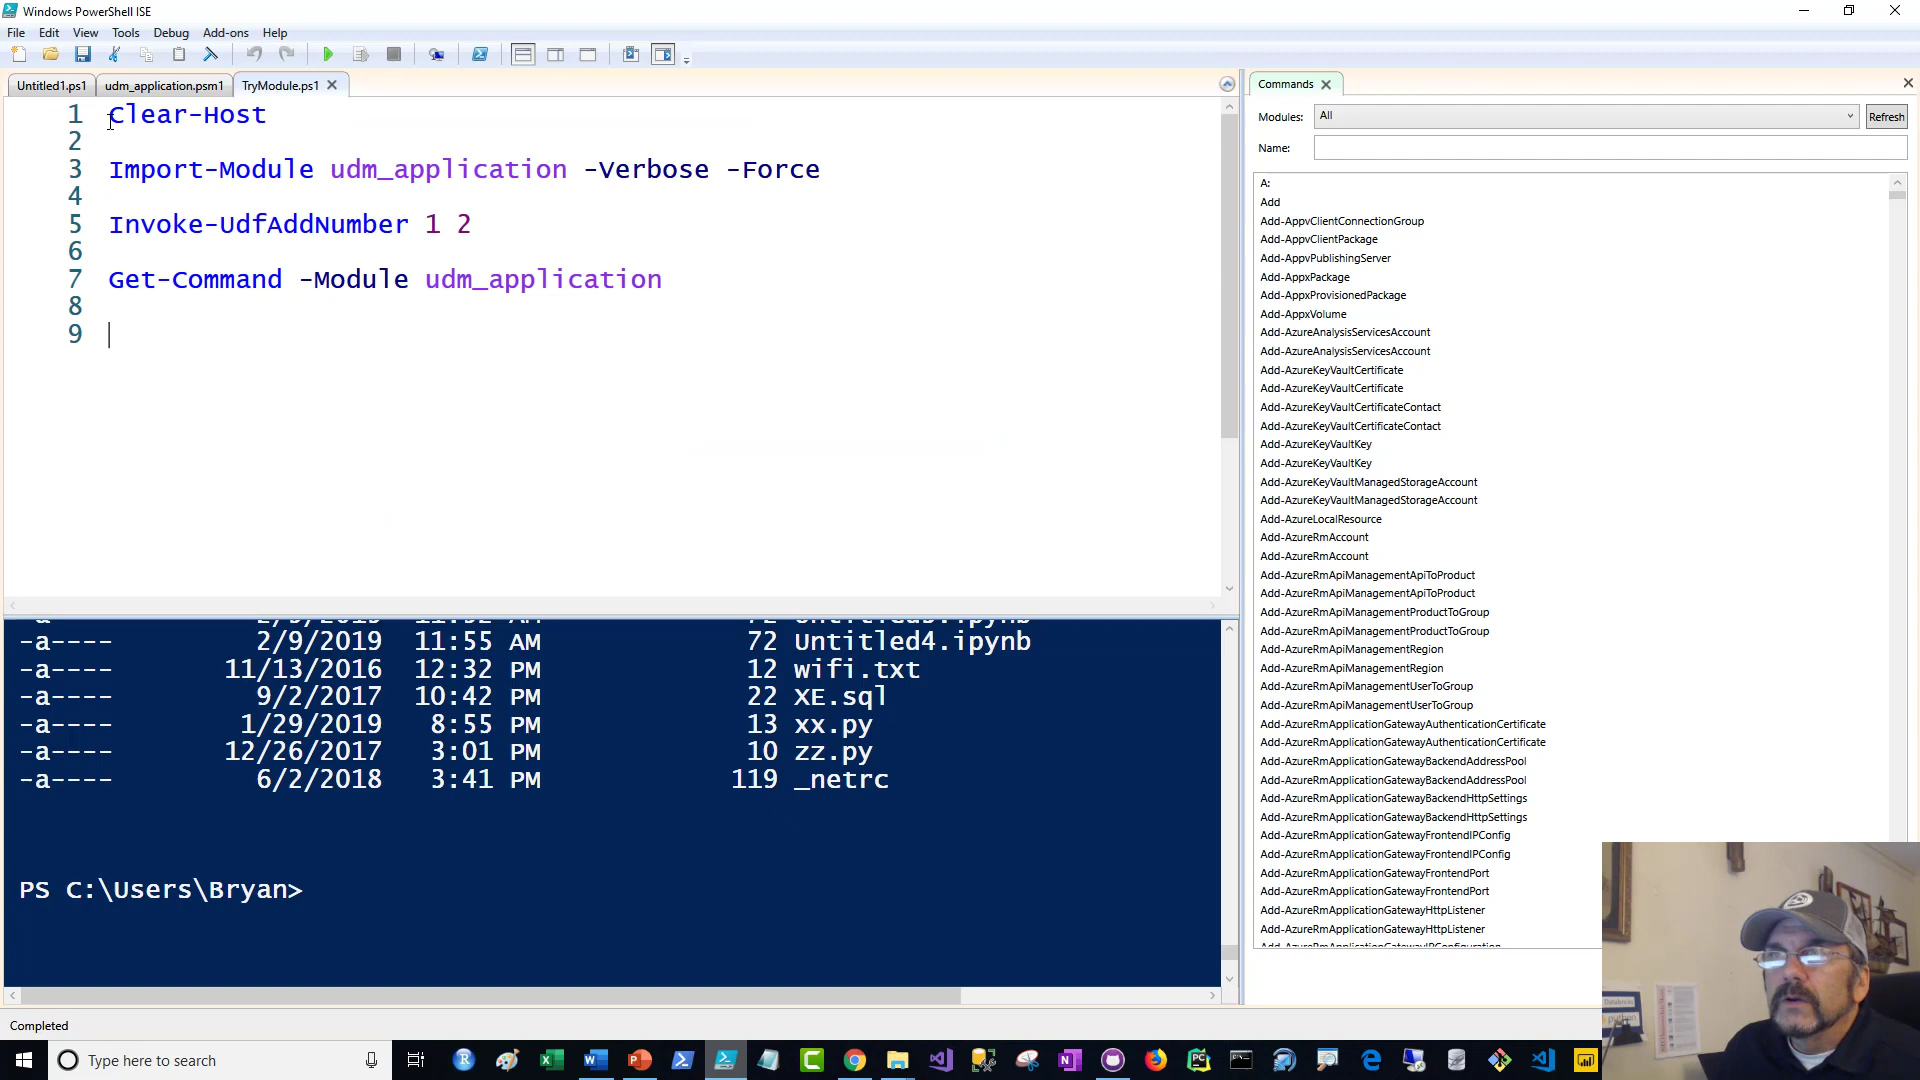 Windows PowerShell ISE
File Edit View Tools Debug Add-ons Help
Untitled1.ps1 udm_application.psm1 TryModule.ps1
1 Clear-Host
2
3 Import-Module udm_application -Verbose -Force
4
5 Invoke-UdfAddNumber 1 2
6
7 Get-Command -Module udm_application
8
9
-a---- 2/9/2019 11:55 AM 72 Untitled4.ipynb
-a---- 11/13/2016 12:32 PM 12 wifi.txt
-a---- 9/2/2017 10:42 PM 22 XE.sql
-a---- 1/29/2019 8:55 PM 13 xx.py
-a---- 12/26/2017 3:01 PM 10 zz.py
-a---- 6/2/2018 3:41 PM 119 _netrc
PS C:\Users\Bryan>
Commands
Modules: All Refresh
Name:
A:
Add
Add-AppvClientConnectionGroup
Add-AppvClientPackage
Add-AppvPublishingServer
Add-AppxPackage
Add-AppxProvisionedPackage
Add-AppxVolume
Add-AzureAnalysisServicesAccount
Add-AzureAnalysisServicesAccount
Add-AzureKeyVaultCertificate
Add-AzureKeyVaultCertificate
Add-AzureKeyVaultCertificateContact
Add-AzureKeyVaultCertificateContact
Add-AzureKeyVaultKey
Add-AzureKeyVaultKey
Add-AzureKeyVaultManagedStorageAccount
Add-AzureKeyVaultManagedStorageAccount
Add-AzureLocalResource
Add-AzureRmAccount
Add-AzureRmAccount
Add-AzureRmApiManagementApiToProduct
Add-AzureRmApiManagementApiToProduct
Add-AzureRmApiManagementProductToGroup
Add-AzureRmApiManagementProductToGroup
Add-AzureRmApiManagementRegion
Add-AzureRmApiManagementRegion
Add-AzureRmApiManagementUserToGroup
Add-AzureRmApiManagementUserToGroup
Add-AzureRmApplicationGatewayAuthenticationCertificate
Add-AzureRmApplicationGatewayAuthenticationCertificate
Add-AzureRmApplicationGatewayBackendAddressPool
Add-AzureRmApplicationGatewayBackendAddressPool
Add-AzureRmApplicationGatewayBackendHttpSettings
Add-AzureRmApplicationGatewayBackendHttpSettings
Add-AzureRmApplicationGatewayFrontendIPConfig
Add-AzureRmApplicationGatewayFrontendIPConfig
Add-AzureRmApplicationGatewayFrontendPort
Add-AzureRmApplicationGatewayFrontendPort
Add-AzureRmApplicationGatewayHttpListener
Add-AzureRmApplicationGatewayHttpListener
Completed
Type here to search